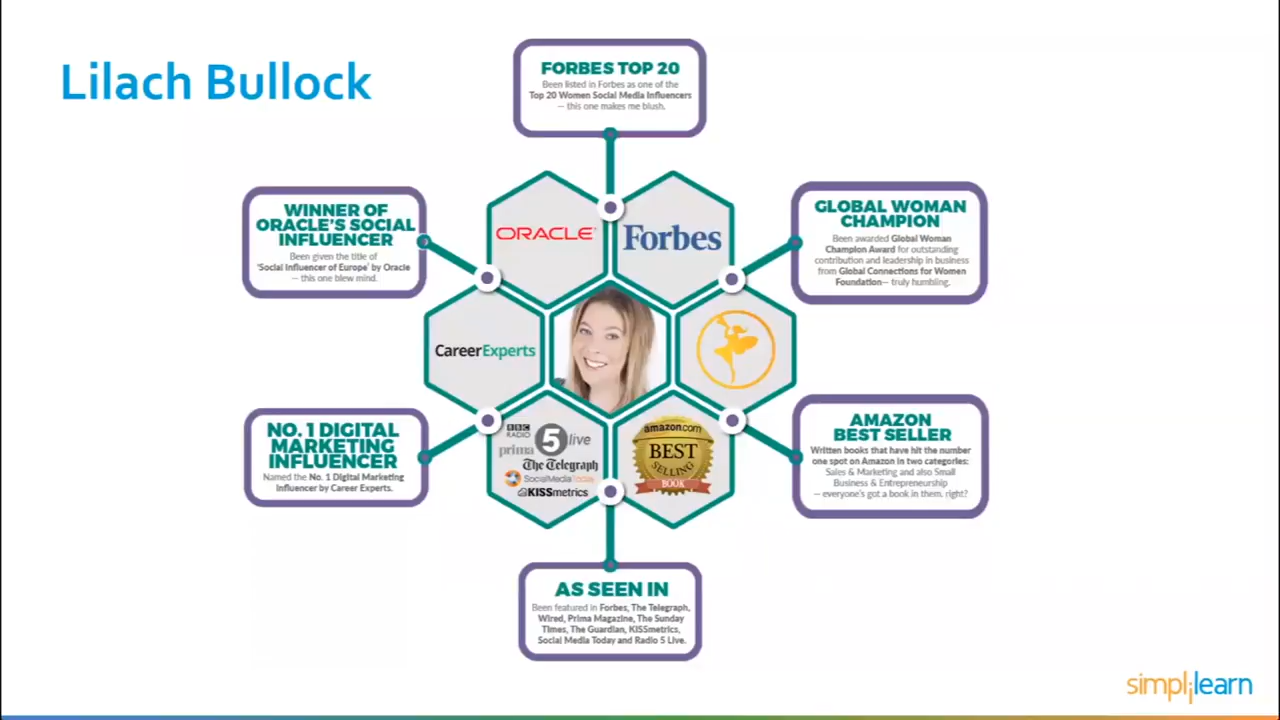 Lilach Bullock
FORBES TOP 20
Been listed in Forbes as one of the
Top 20 Women Social Media Influencers
— this one makes me blush.
WINNER OF
ORACLE'S SOCIAL
INFLUENCER
Been given the title of
'Social Influencer of Europe' by Oracle
— this one blew mind.
ORACLE
Forbes
GLOBAL WOMAN
CHAMPION
Been awarded Global Woman
Champion Award for outstanding
contribution and leadership in business
from Global Connections for Women
Foundation— truly humbling.
CareerExperts
NO. 1 DIGITAL
MARKETING
INFLUENCER
Named the No. 1 Digital Marketing
Influencer by Career Experts.
BBC
RADIO
5 live
prima
The Telegraph
SocialMediaToday
KISSmetrics
amazon.com
BEST
SELLING
BOOK
AMAZON
BEST SELLER
Written books that have hit the number
one spot on Amazon in two categories:
Sales & Marketing and also Small
Business & Entrepreneurship
— everyone's got a book in them. right?
AS SEEN IN
Been featured in Forbes, The Telegraph,
Wired, Prima Magazine, The Sunday
Times, The Guardian, KISSmetrics,
Social Media Today and Radio 5 Live.
simplilearn